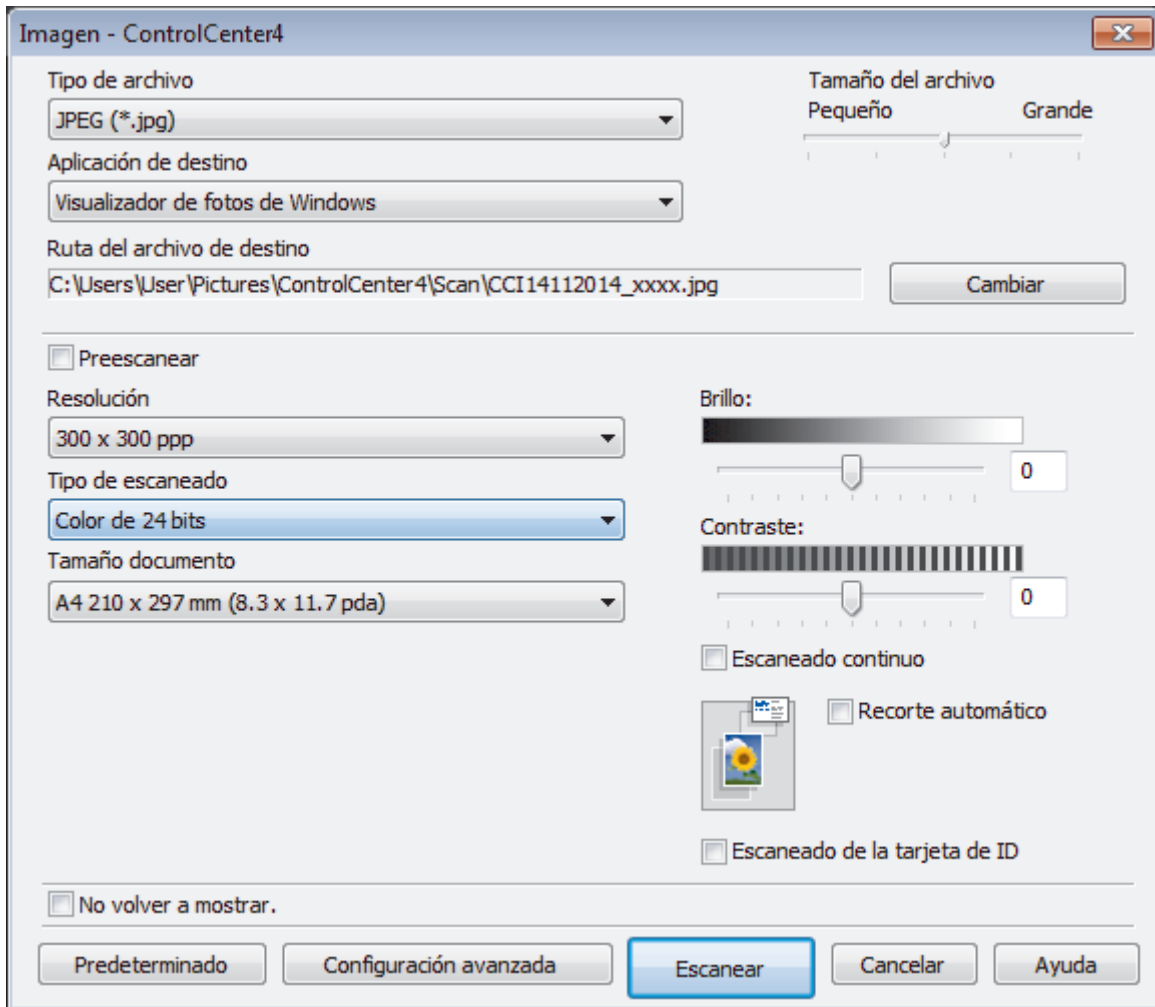 Imagen - ControlCenter4
Tipo de archivo
JPEG (*.jpg)
Tamaño del archivo
Pequeño Grande
Aplicación de destino
Visualizador de fotos de Windows
Ruta del archivo de destino
C:\Users\User\Pictures\ControlCenter4\Scan\CCI14112014_xxxx.jpg
Cambiar
Preescanear
Resolución
300 x 300 ppp
Tipo de escaneado
Color de 24 bits
Tamaño documento
A4 210 x 297 mm (8.3 x 11.7 pda)
Brillo:
0
Contraste:
0
Escaneado continuo
Recorte automático
Escaneado de la tarjeta de ID
No volver a mostrar.
Predeterminado
Configuración avanzada
Escanear
Cancelar
Ayuda